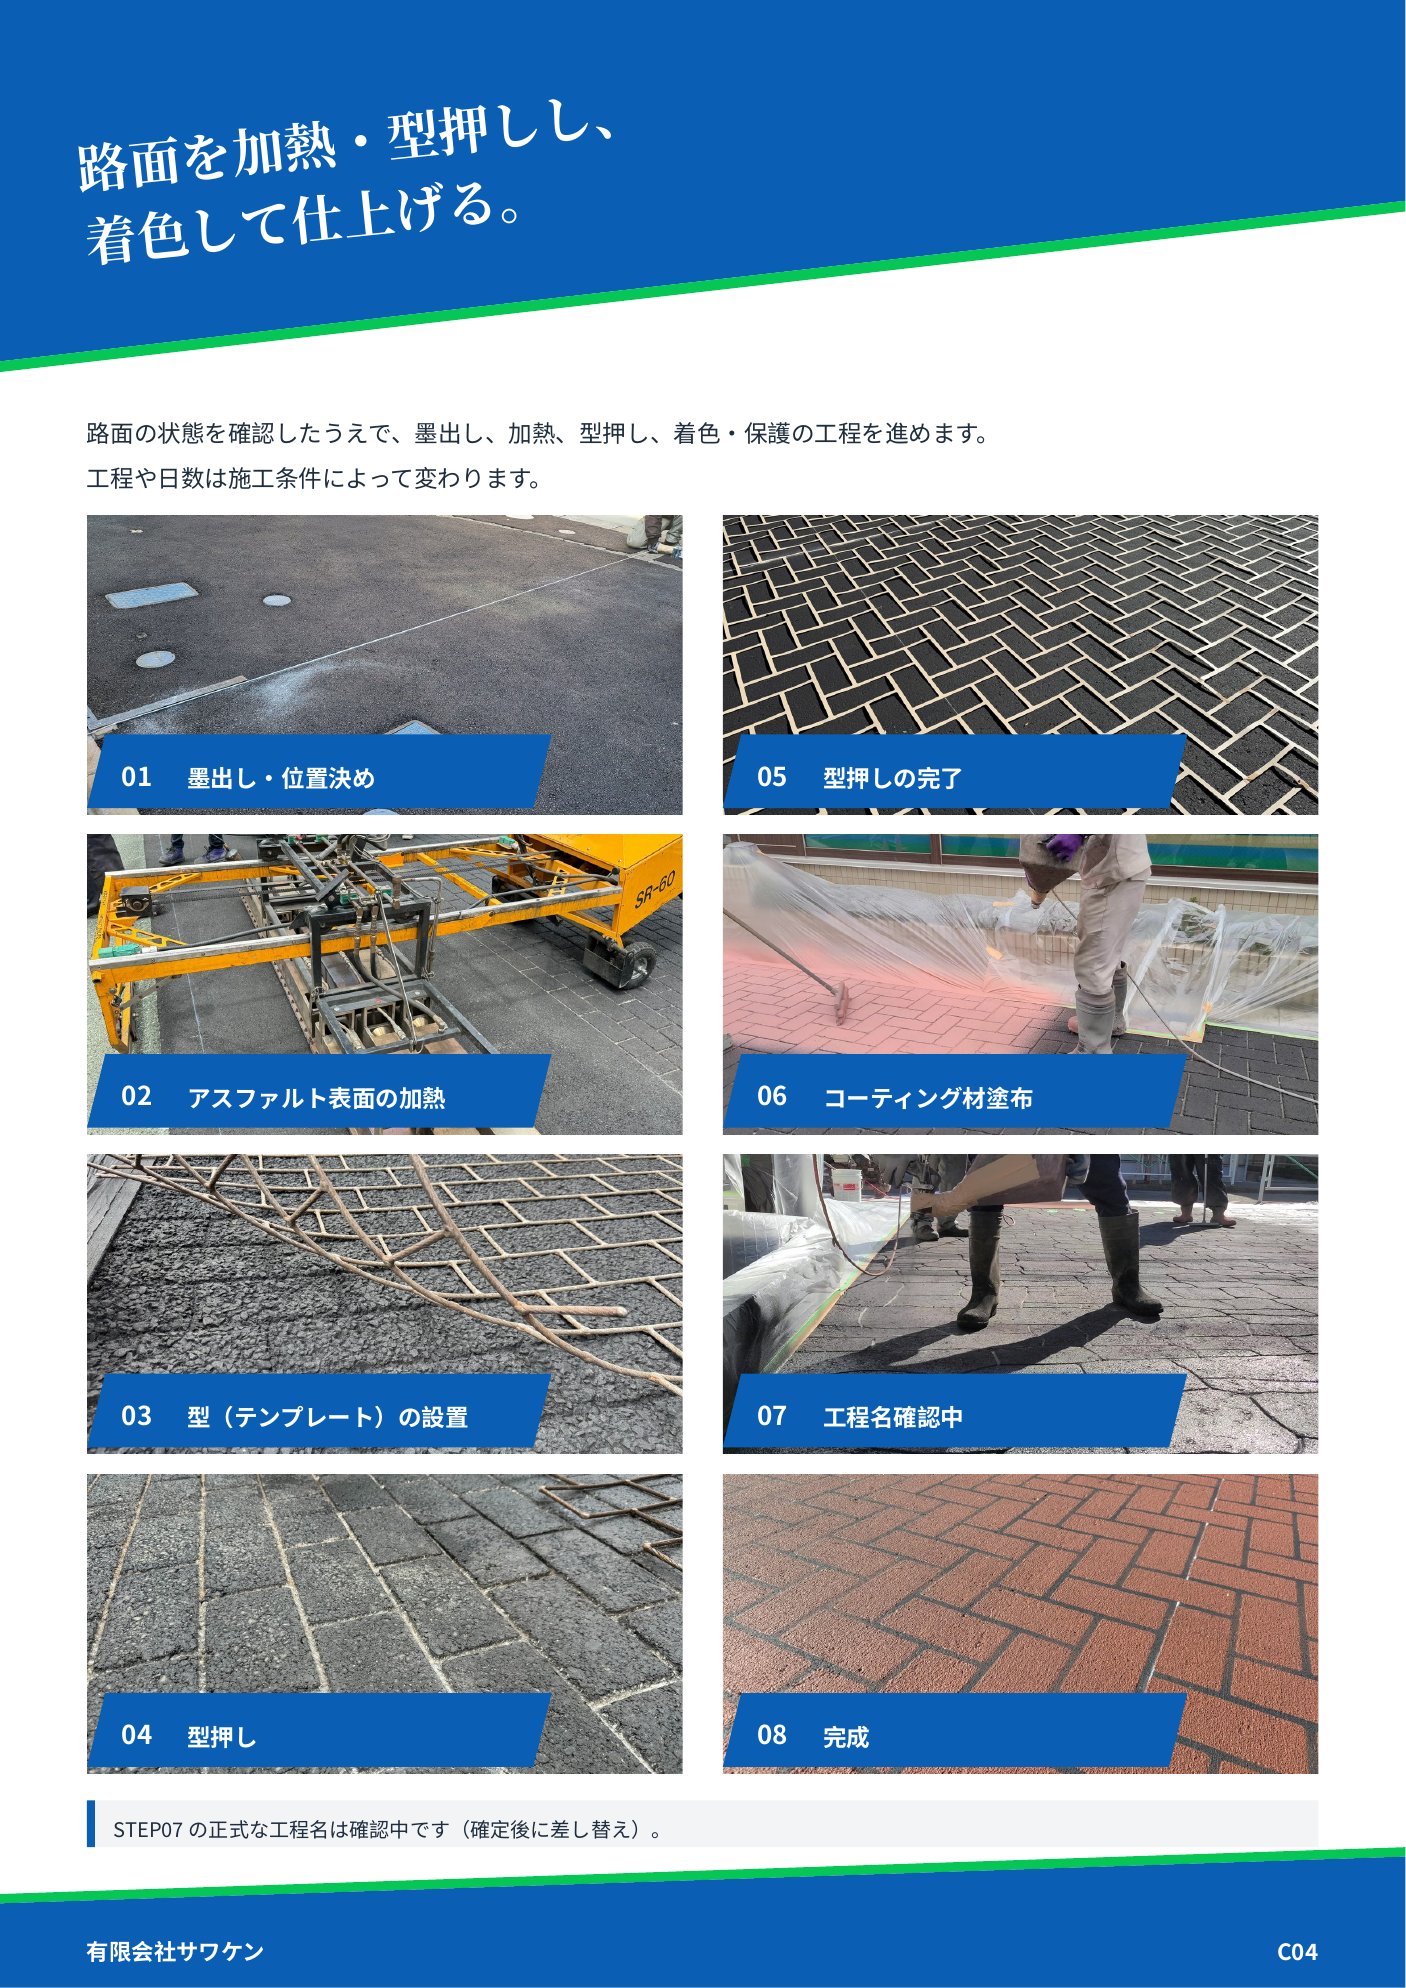 路面を加熱・型押しし、
着色して仕上げる。
路面の状態を確認したうえで、墨出し、加熱、型押し、着色・保護の工程を進めます。
工程や日数は施工条件によって変わります。
01 墨出し・位置決め
SR-60
02 アスファルト表面の加熱
03 型（テンプレート）の設置
04 型押し
05 型押しの完了
06 コーティング材塗布
07 工程名確認中
08 完成
STEP07 の正式な工程名は確認中です（確定後に差し替え）。
有限会社サワケン
C04